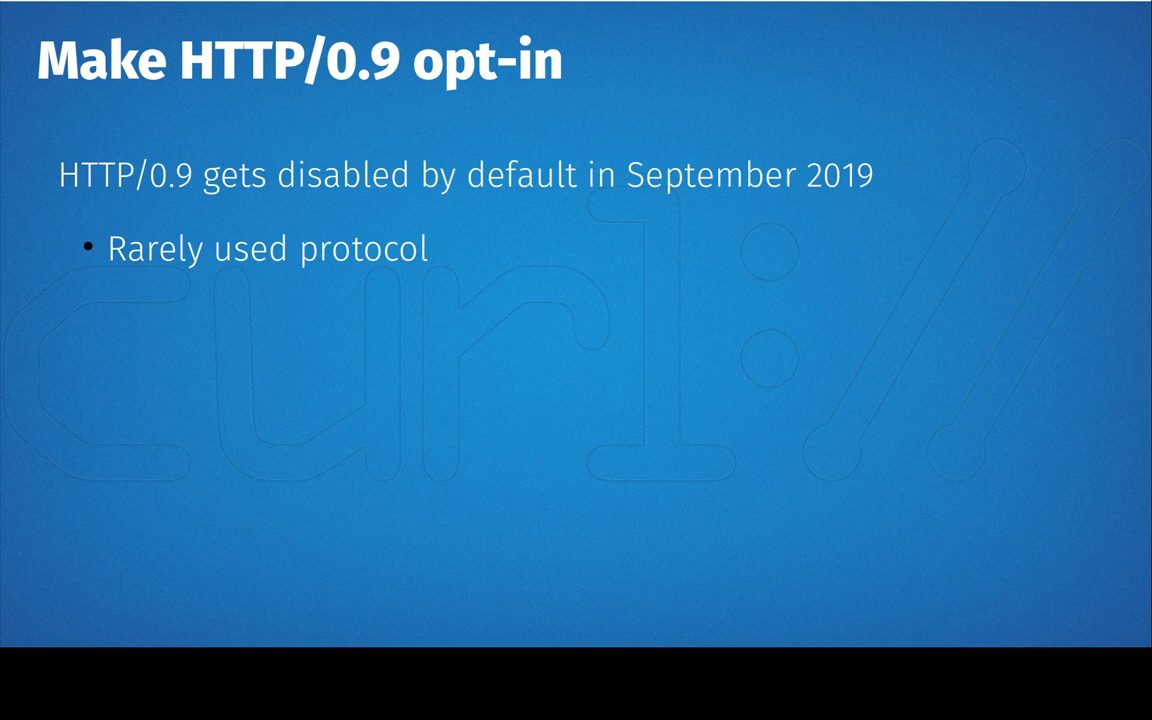 Make HTTP/0.9 opt-in
HTTP/0.9 gets disabled by default in September 2019
• Rarely used protocol
curl://